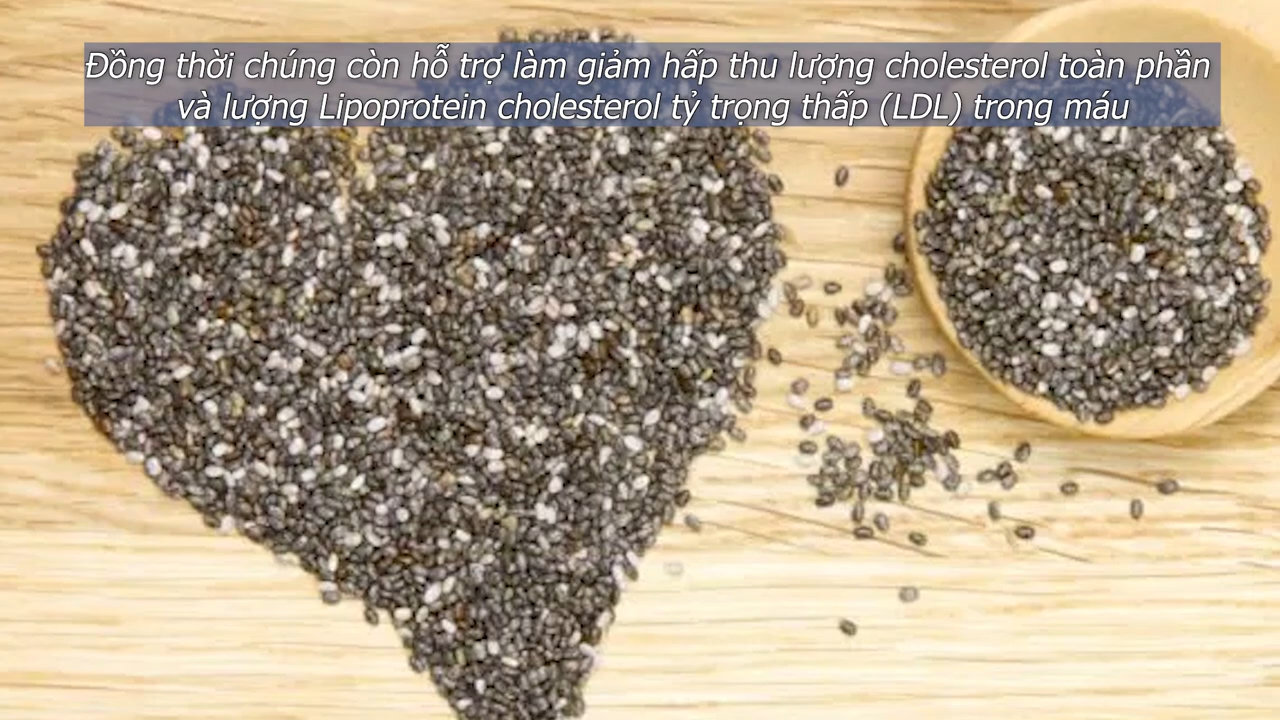 Đồng thời chúng còn hỗ trợ làm giảm hấp thu lượng cholesterol toàn phần
và lượng Lipoprotein cholesterol tỷ trọng thấp (LDL) trong máu